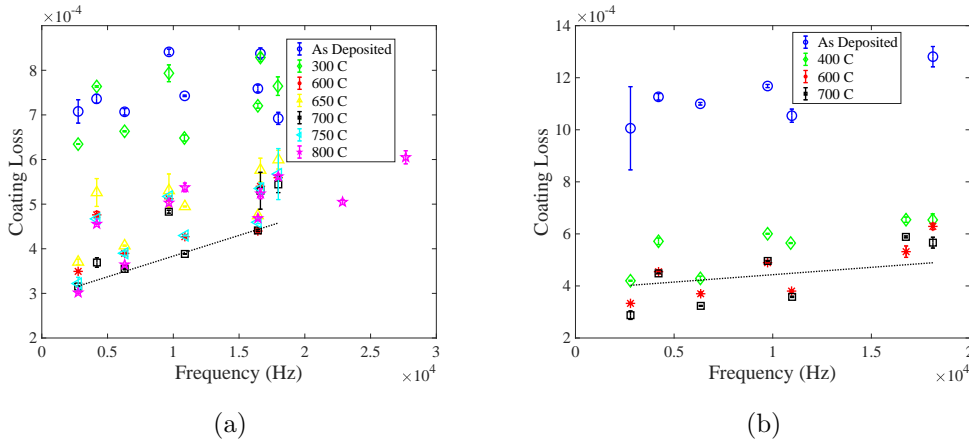 ×10⁻⁴
8
7
6
5
4
3
2
Coating Loss
As Deposited
300 C
600 C
650 C
700 C
750 C
800 C
0 0.5 1 1.5 2 2.5 3
Frequency (Hz)
×10⁴
(a)
×10⁻⁴
14
12
10
8
6
4
2
Coating Loss
As Deposited
400 C
600 C
700 C
0 0.5 1 1.5 20
Frequency (Hz)
×10⁴
(b)